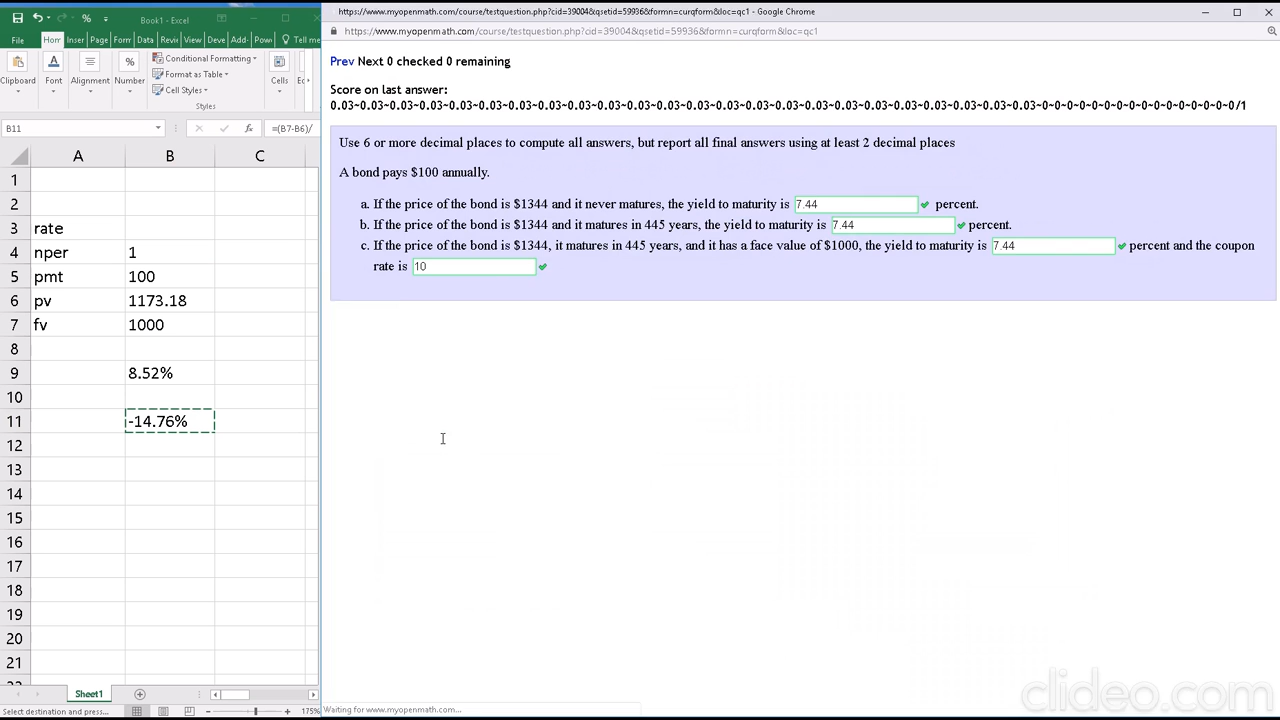 https://www.myopenmath.com/course/testquestion.php?cid=39004&qsetid=59936&formn=curqform&loc=qc1 - Google Chrome
https://www.myopenmath.com/course/testquestion.php?cid=39004&qsetid=59936&formn=curqform&loc=qc1
Book1 - Excel
File Horr Inser Page Form Data Revi View Deve Add- Pow Tell me
Clipboard Font Alignment Number
Conditional Formatting
Format as Table
Cell Styles
Styles
Cells
B11 fx =(B7-B6)/
A B C
1
2
3 rate
4 nper 1
5 pmt 100
6 pv 1173.18
7 fv 1000
8
9 8.52%
10
11 -14.76%
12
13
14
15
16
17
18
19
20
21
Sheet1
Select destination and press... 175%
Prev Next 0 checked 0 remaining
Score on last answer:
0.03~0.03~0.03~0.03~0.03~0.03~0.03~0.03~0.03~0.03~0.03~0.03~0.03~0.03~0.03~0.03~0.03~0.03~0.03~0.03~0.03~0.03~0.03~0.03~0~0~0~0~0~0~0~0~0~0~0~0~0/1
Use 6 or more decimal places to compute all answers, but report all final answers using at least 2 decimal places
A bond pays $100 annually.
a. If the price of the bond is $1344 and it never matures, the yield to maturity is 7.44 percent.
b. If the price of the bond is $1344 and it matures in 445 years, the yield to maturity is 7.44 percent.
c. If the price of the bond is $1344, it matures in 445 years, and it has a face value of $1000, the yield to maturity is 7.44 percent and the coupon
rate is 10
Waiting for www.myopenmath.com...
clideo.com